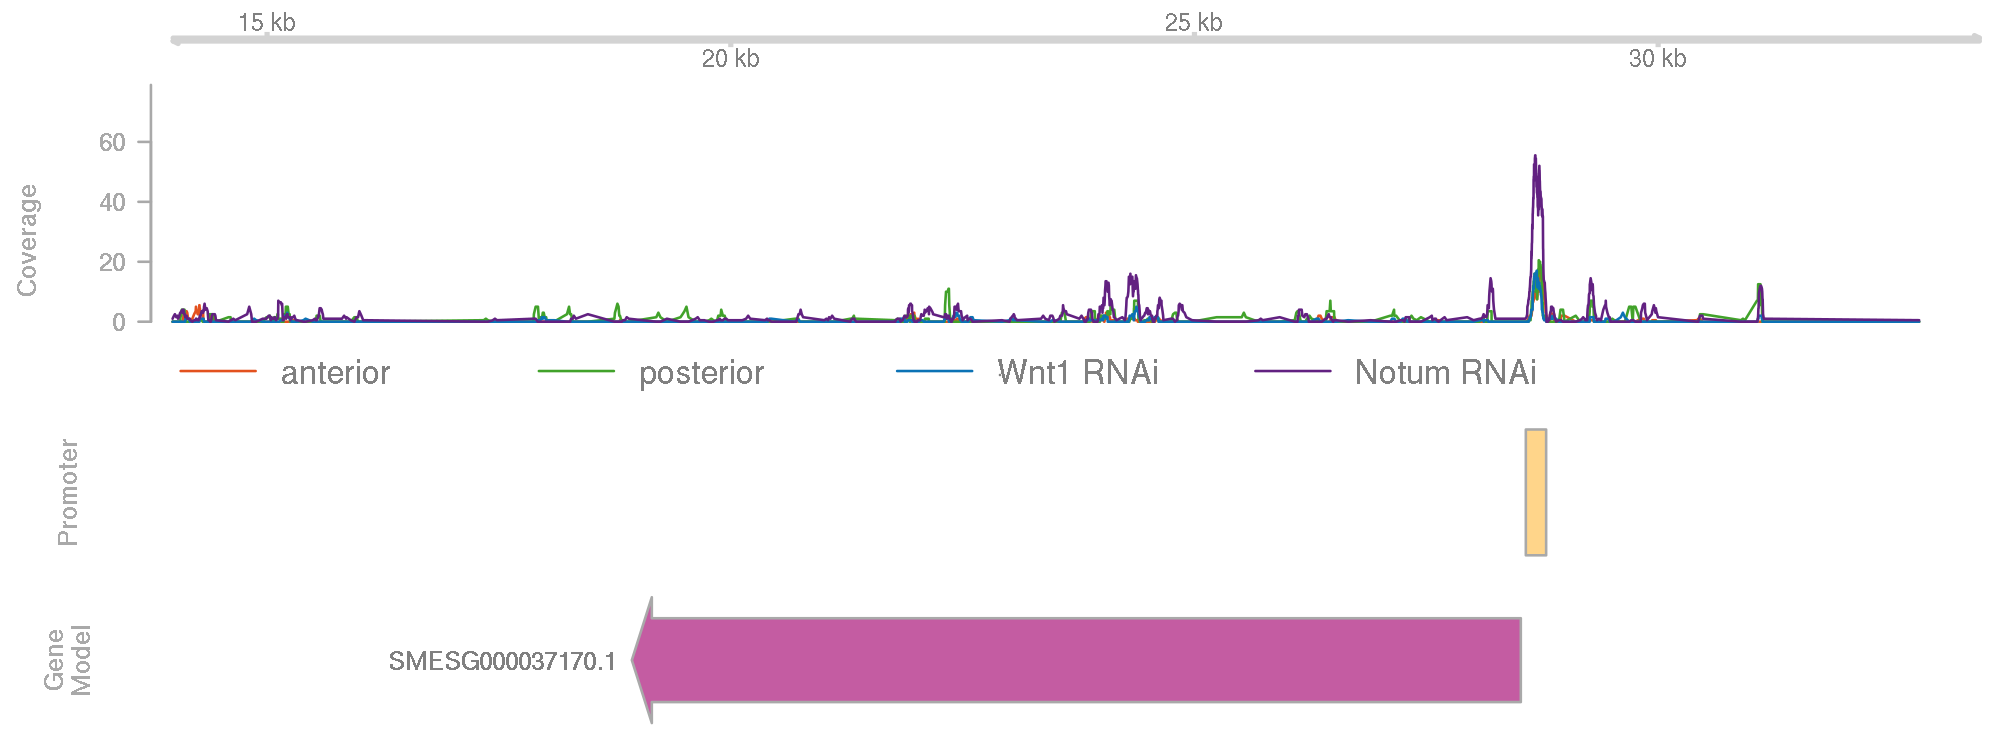 15 kb
25 kb
20 kb
30 kb
Coverage
60
40
20
0
anterior
posterior
Wnt1 RNAi
Notum RNAi
Promoter
Gene
Model
SMESG000037170.1